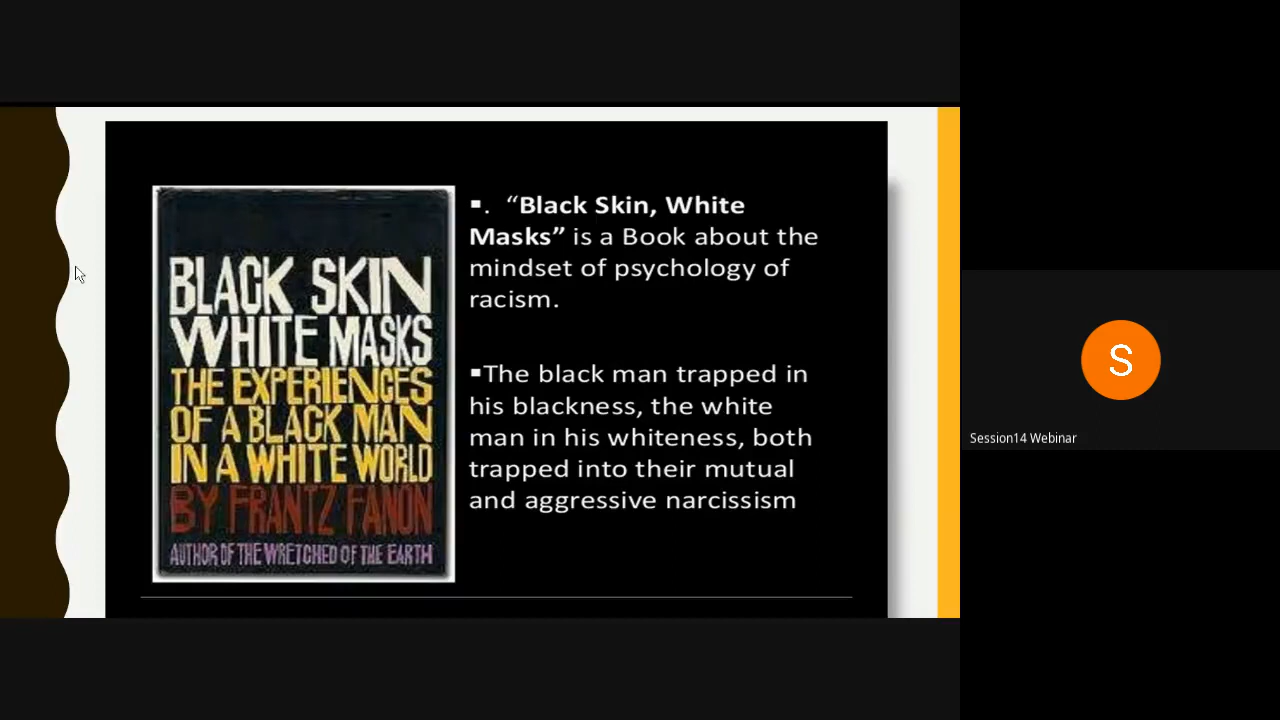 BLACK SKIN
WHITE MASKS
THE EXPERIENCES
OF A BLACK MAN
IN A WHITE WORLD
BY FRANTZ FANON
AUTHOR OF THE WRETCHED OF THE EARTH
▪. “Black Skin, White
Masks” is a Book about the
mindset of psychology of
racism.
▪The black man trapped in
his blackness, the white
man in his whiteness, both
trapped into their mutual
and aggressive narcissism
S
Session14 Webinar